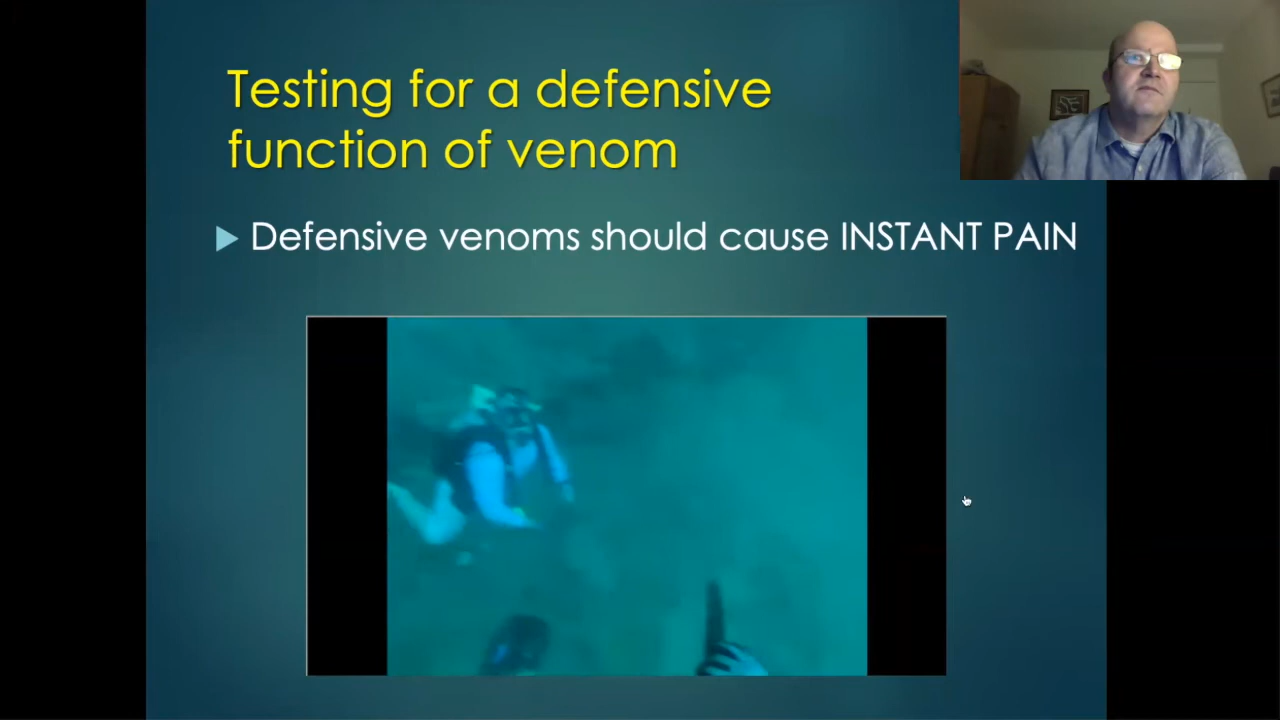 Testing for a defensive
function of venom
Defensive venoms should cause INSTANT PAIN